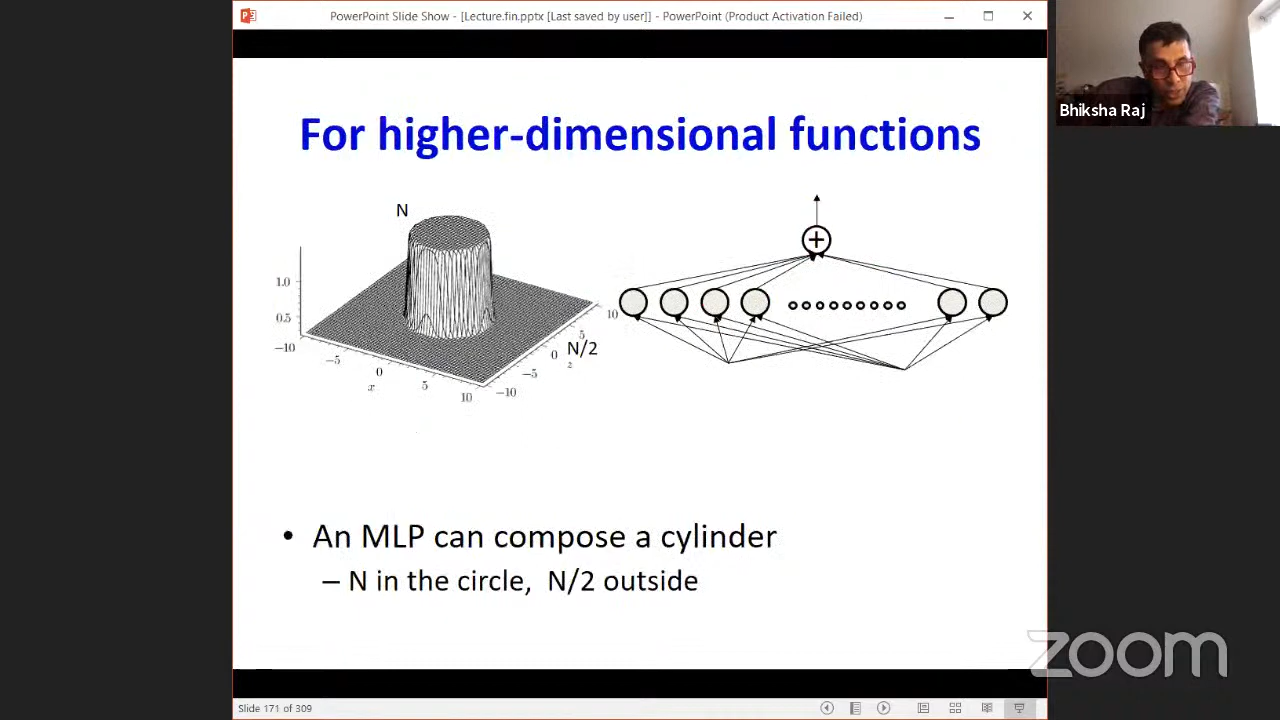 PowerPoint Slide Show - [Lecture.fin.pptx [Last saved by user]] - PowerPoint (Product Activation Failed)
Bhiksha Raj
For higher-dimensional functions
N
1.0
0.5
-10
-5
0
x
5
10
-10
-5
0
z
5
10
N/2
+
• An MLP can compose a cylinder
– N in the circle, N/2 outside
zoom
Slide 171 of 309